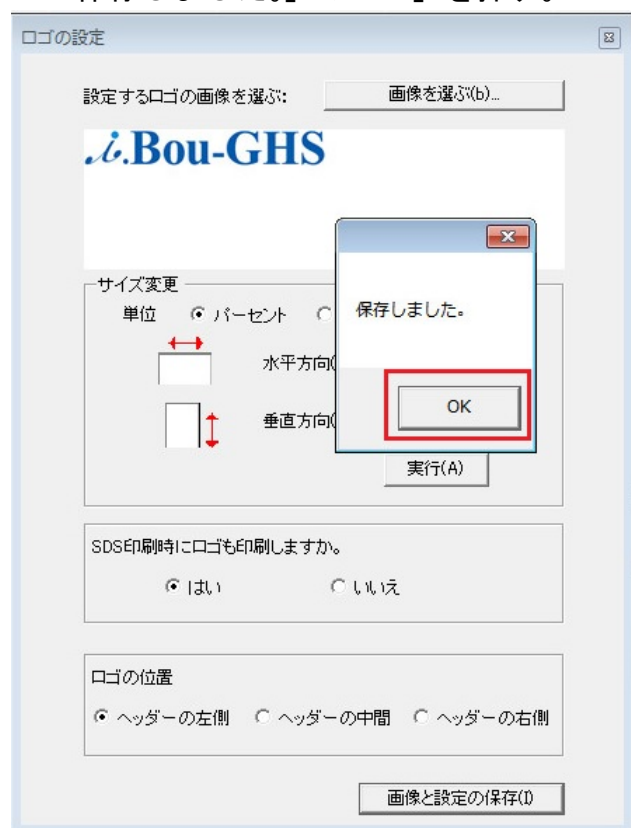 ロゴの設定
設定するロゴの画像を選ぶ: 画像を選ぶ(b)...
i.Bou-GHS
サイズ変更
単位 パーセント
保存しました。
水平方向(
OK
垂直方向(
実行(A)
SDS印刷時にロゴも印刷しますか。
はい いいえ
ロゴの位置
ヘッダーの左側 ヘッダーの中間 ヘッダーの右側
画像と設定の保存(I)